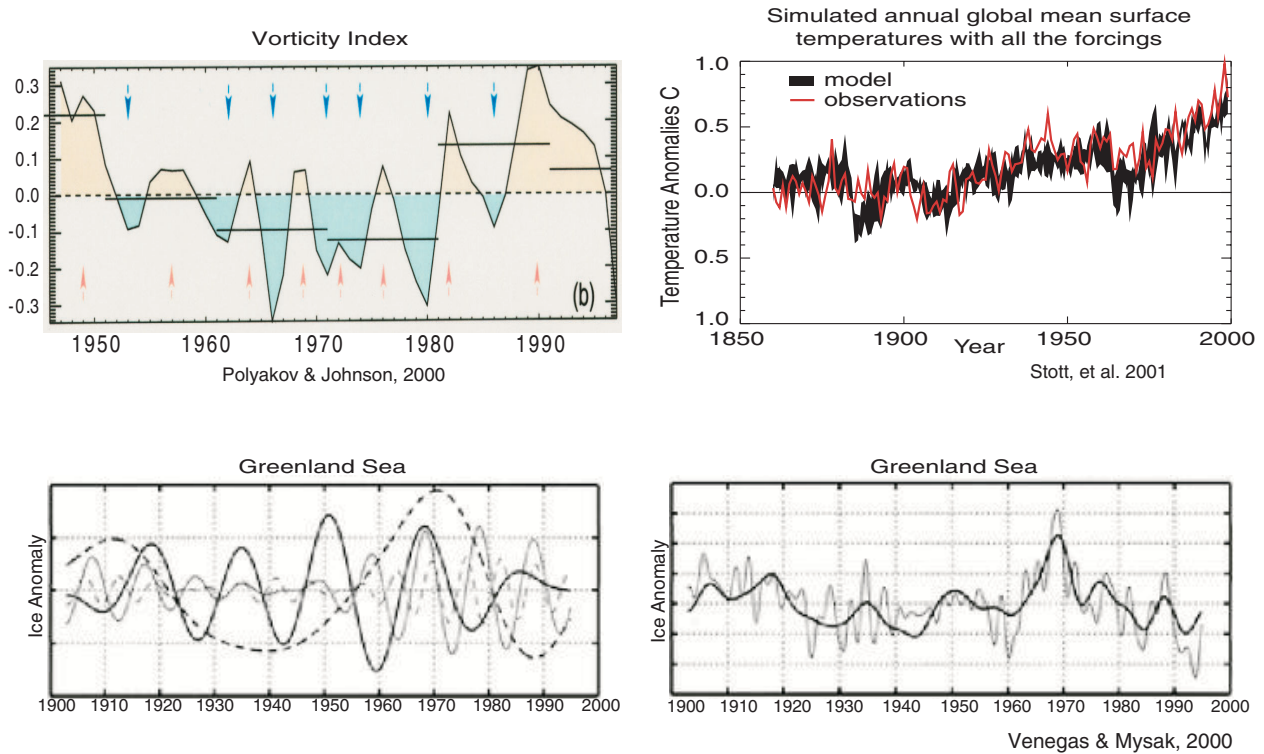 Vorticity Index
0.3
0.2
0.1
0.0
-0.1
-0.2
-0.3
(b)
1950 1960 1970 1980 1990
Polyakov & Johnson, 2000
Simulated annual global mean surface
temperatures with all the forcings
Temperature Anomalies C
1.0
0.5
0.0
0.5
1.0
model
observations
1850 1900 1950 2000
Year
Stott, et al. 2001
Greenland Sea
Ice Anomaly
1900 1910 1920 1930 1940 1950 1960 1970 1980 1990 2000
Greenland Sea
Ice Anomaly
1900 1910 1920 1930 1940 1950 1960 1970 1980 1990 2000
Venegas & Mysak, 2000